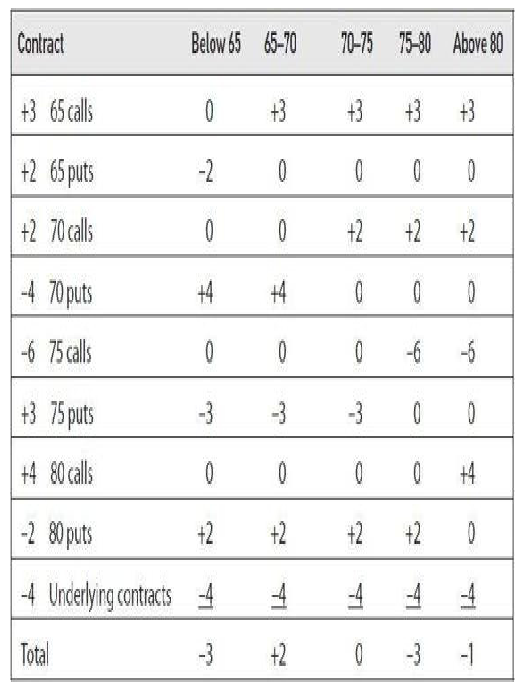 Contract Below 65 65–70 70–75 75–80 Above 80
+3 65 calls 0 +3 +3 +3 +3
+2 65 puts –2 0 0 0 0
+2 70 calls 0 0 +2 +2 +2
–4 70 puts +4 +4 0 0 0
–6 75 calls 0 0 0 –6 –6
+3 75 puts –3 –3 –3 0 0
+4 80 calls 0 0 0 0 +4
–2 80 puts +2 +2 +2 +2 0
–4 Underlying contracts –4 –4 –4 –4 –4
Total –3 +2 0 –3 –1